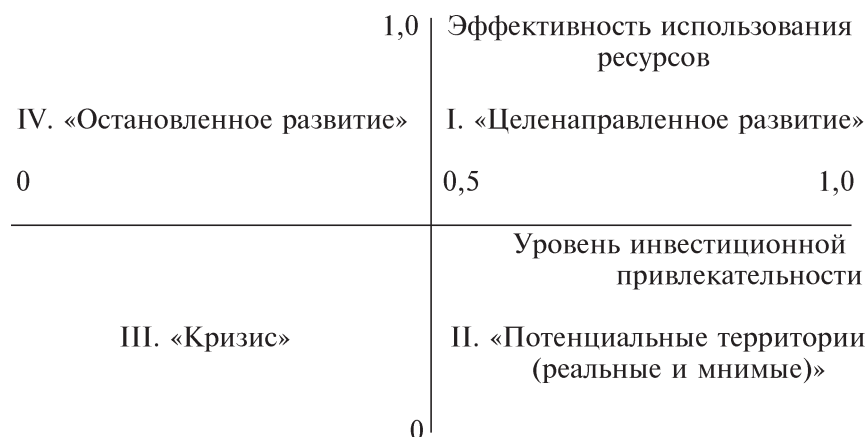 1,0 Эффективность использования
ресурсов
IV. «Остановленное развитие» I. «Целенаправленное развитие»
0 0,5 1,0
Уровень инвестиционной
привлекательности
III. «Кризис» II. «Потенциальные территории
(реальные и мнимые)»
0